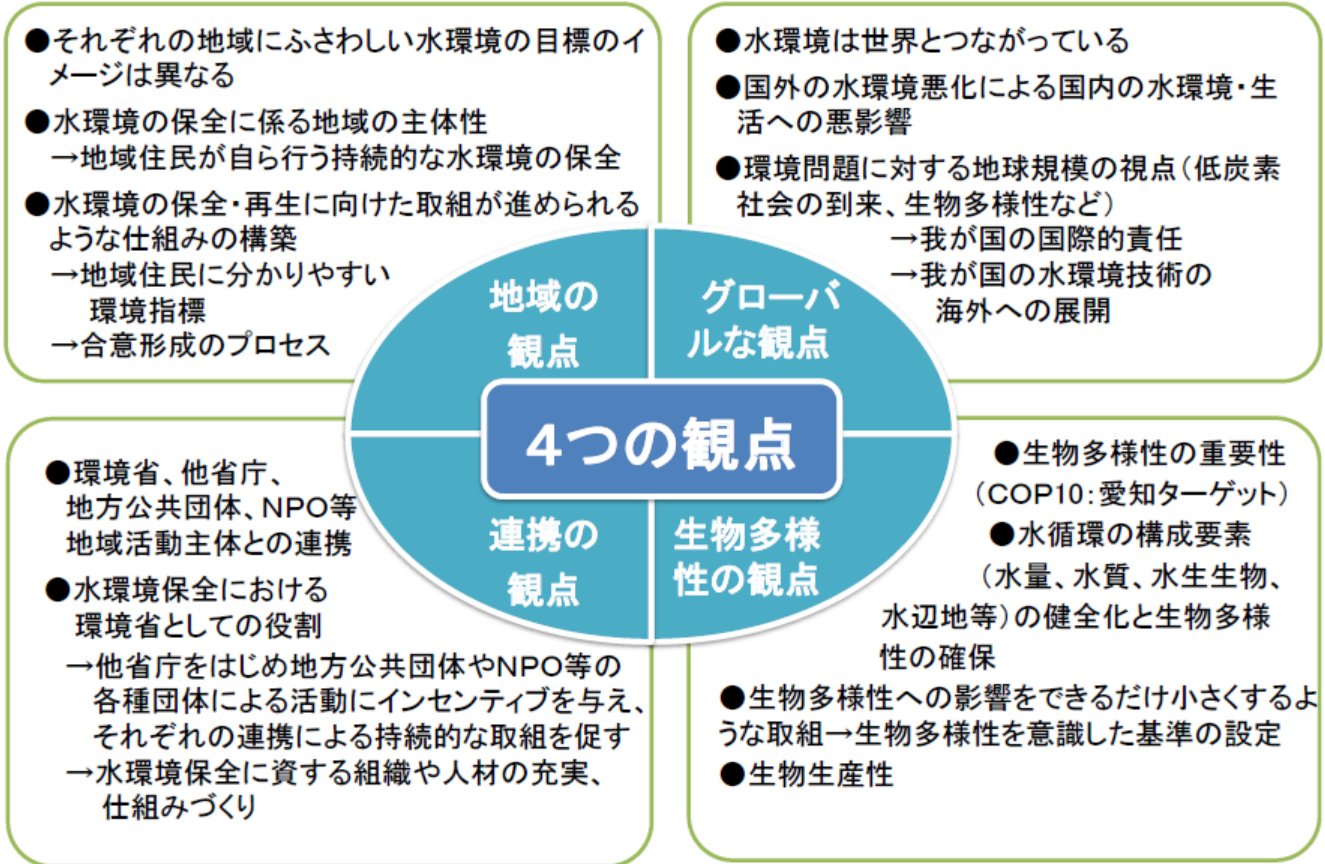 ●それぞれの地域にふさわしい水環境の目標のイ
メージは異なる
●水環境の保全に係る地域の主体性
→地域住民が自ら行う持続的な水環境の保全
●水環境の保全・再生に向けた取組が進められる
ような仕組みの構築
→地域住民に分かりやすい
環境指標
→合意形成のプロセス
●水環境は世界とつながっている
●国外の水環境悪化による国内の水環境・生
活への悪影響
●環境問題に対する地球規模の視点(低炭素
社会の到来、生物多様性など)
→我が国の国際的責任
→我が国の水環境技術の
海外への展開
地域の
観点
グローバ
ルな観点
4つの観点
連携の
観点
生物多様
性の観点
●環境省、他省庁、
地方公共団体、NPO等
地域活動主体との連携
●水環境保全における
環境省としての役割
→他省庁をはじめ地方公共団体やNPO等の
各種団体による活動にインセンティブを与え、
それぞれの連携による持続的な取組を促す
→水環境保全に資する組織や人材の充実、
仕組みづくり
●生物多様性の重要性
(COP10:愛知ターゲット)
●水循環の構成要素
(水量、水質、水生生物、
水辺地等)の健全化と生物多様
性の確保
●生物多様性への影響をできるだけ小さくするよ
うな取組→生物多様性を意識した基準の設定
●生物生産性